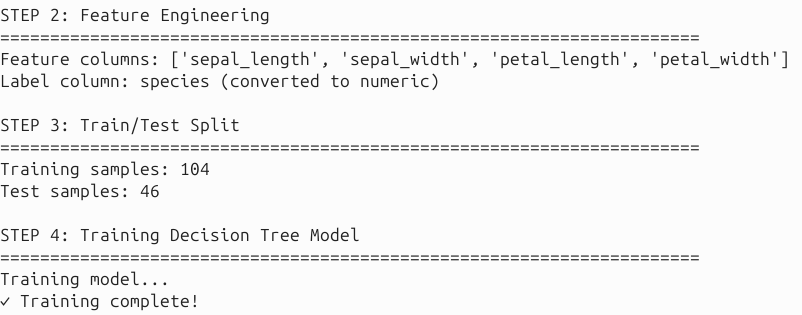 STEP 2: Feature Engineering
======================================================================
Feature columns: ['sepal_length', 'sepal_width', 'petal_length', 'petal_width']
Label column: species (converted to numeric)
STEP 3: Train/Test Split
======================================================================
Training samples: 104
Test samples: 46
STEP 4: Training Decision Tree Model
======================================================================
Training model...
✓ Training complete!